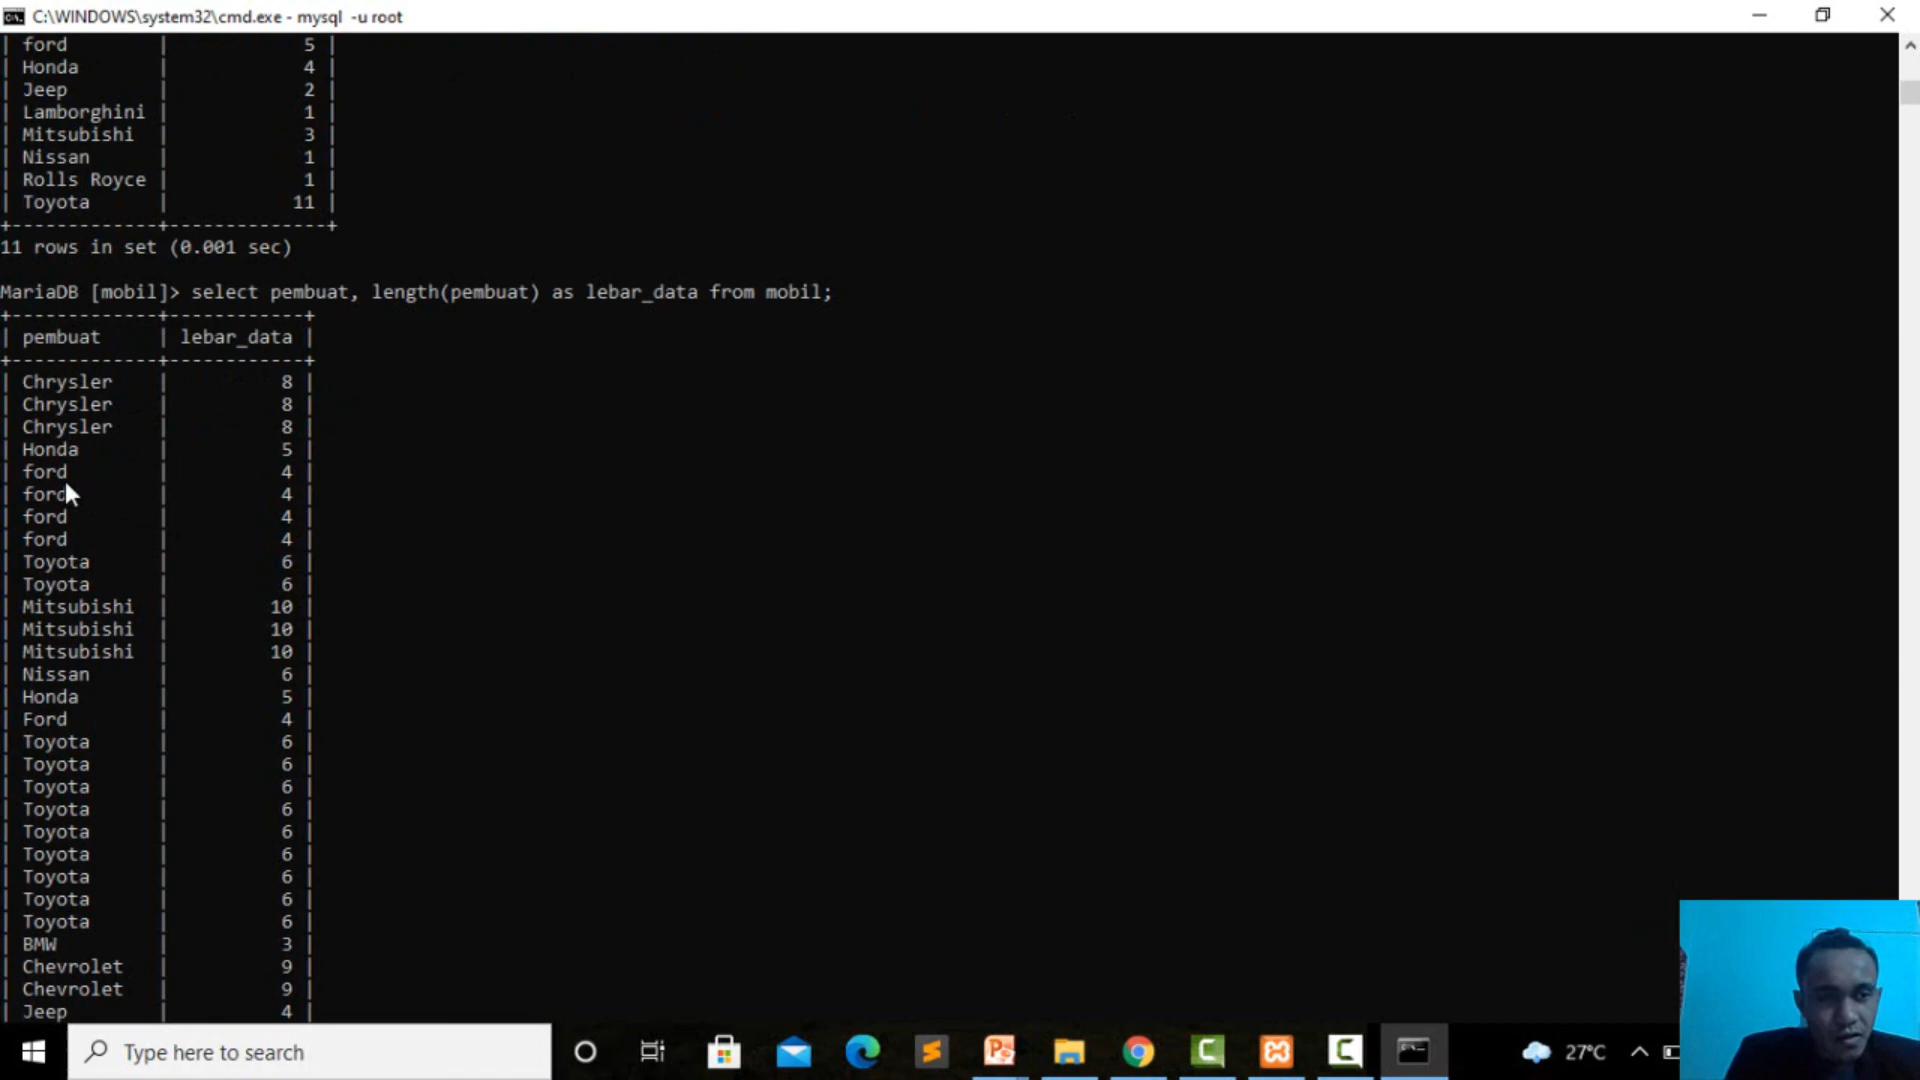 C:\WINDOWS\system32\cmd.exe - mysql  -u root
| ford        |            5 |
| Honda       |            4 |
| Jeep        |            2 |
| Lamborghini |            1 |
| Mitsubishi  |            3 |
| Nissan      |            1 |
| Rolls Royce |            1 |
| Toyota      |           11 |
+-------------+--------------+
11 rows in set (0.001 sec)
MariaDB [mobil]> select pembuat, length(pembuat) as lebar_data from mobil;
+-------------+------------+
| pembuat     | lebar_data |
+-------------+------------+
| Chrysler    |          8 |
| Chrysler    |          8 |
| Chrysler    |          8 |
| Honda       |          5 |
| ford        |          4 |
| ford        |          4 |
| ford        |          4 |
| ford        |          4 |
| Toyota      |          6 |
| Toyota      |          6 |
| Mitsubishi  |         10 |
| Mitsubishi  |         10 |
| Mitsubishi  |         10 |
| Nissan      |          6 |
| Honda       |          5 |
| Ford        |          4 |
| Toyota      |          6 |
| Toyota      |          6 |
| Toyota      |          6 |
| Toyota      |          6 |
| Toyota      |          6 |
| Toyota      |          6 |
| Toyota      |          6 |
| Toyota      |          6 |
| Toyota      |          6 |
| BMW         |          3 |
| Chevrolet   |          9 |
| Chevrolet   |          9 |
| Jeep        |          4 |
Type here to search
27°C